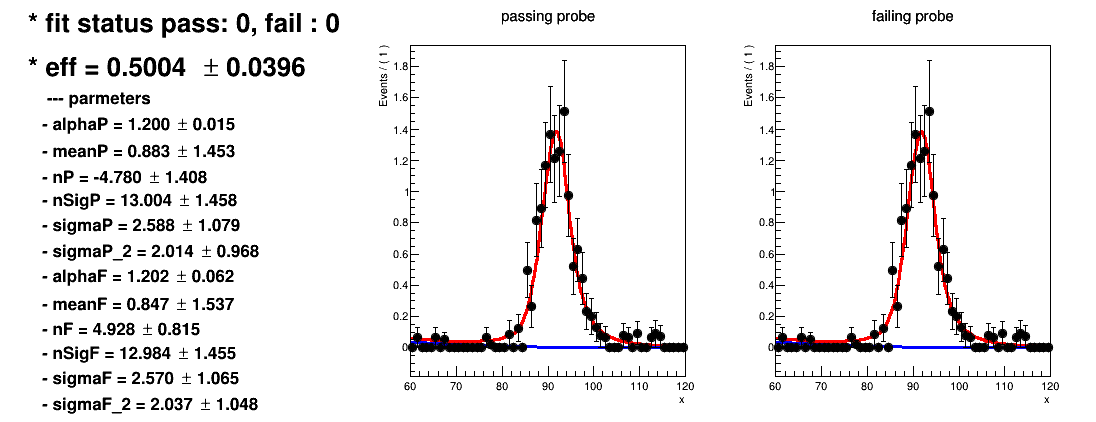 * fit status pass: 0, fail : 0
* eff = 0.5004 ± 0.0396
--- parmeters
- alphaP = 1.200 ± 0.015
- meanP = 0.883 ± 1.453
- nP = -4.780 ± 1.408
- nSigP = 13.004 ± 1.458
- sigmaP = 2.588 ± 1.079
- sigmaP_2 = 2.014 ± 0.968
- alphaF = 1.202 ± 0.062
- meanF = 0.847 ± 1.537
- nF = 4.928 ± 0.815
- nSigF = 12.984 ± 1.455
- sigmaF = 2.570 ± 1.065
- sigmaF_2 = 2.037 ± 1.048
passing probe
Events / ( 1 )
1.8
1.6
1.4
1.2
1
0.8
0.6
0.4
0.2
0
60 70 80 90 100 110 120
x
failing probe
Events / ( 1 )
1.8
1.6
1.4
1.2
1
0.8
0.6
0.4
0.2
0
60 70 80 90 100 110 120
x